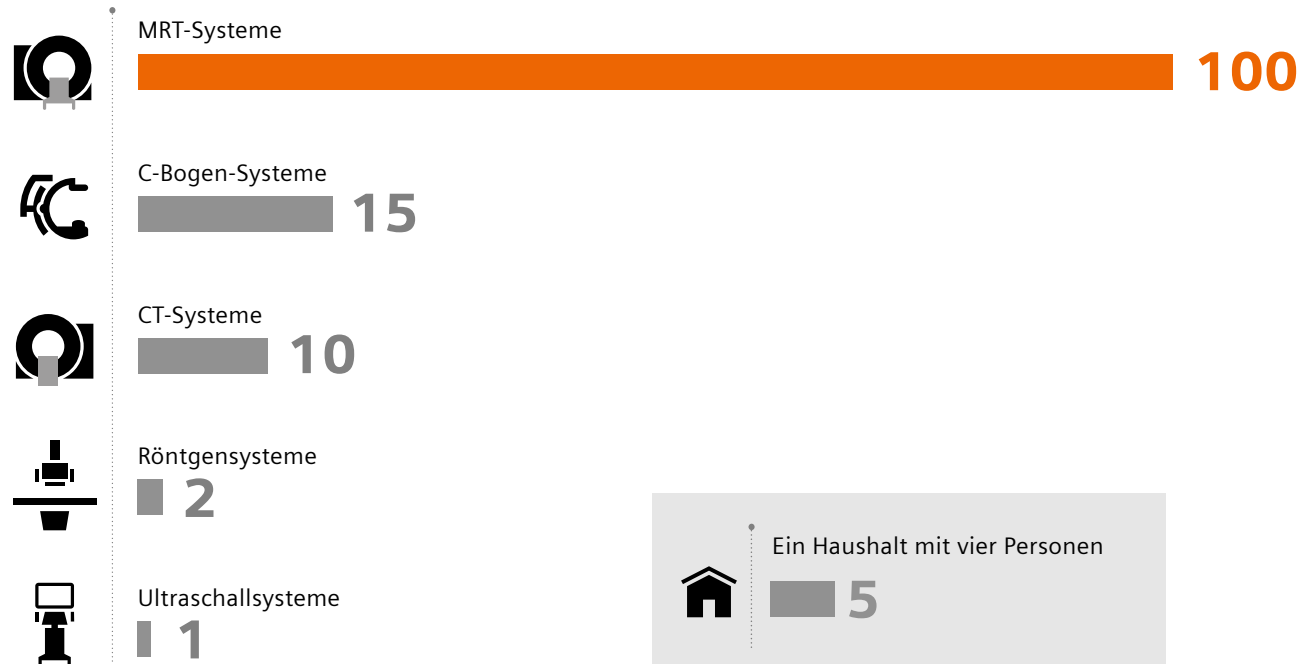 MRT-Systeme
100
C-Bogen-Systeme
15
CT-Systeme
10
Röntgensysteme
2
Ultraschallsysteme
1
Ein Haushalt mit vier Personen
5